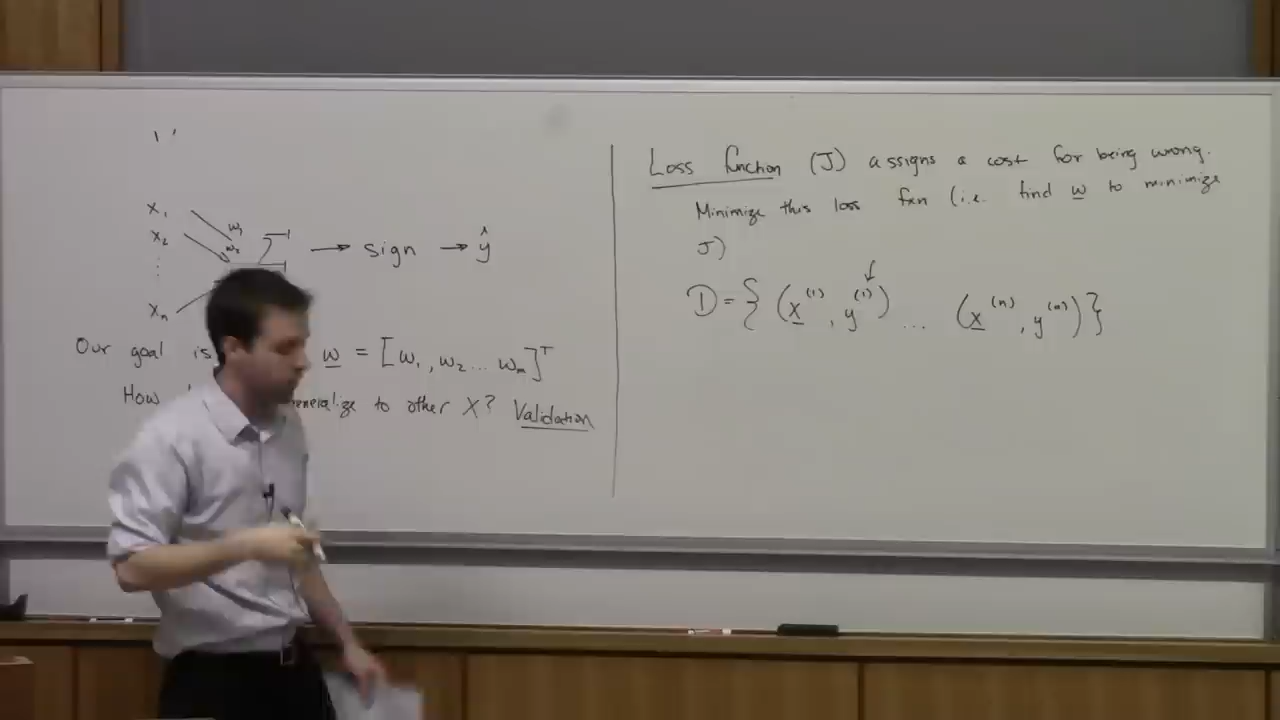 x₁
w₁
x₂
w₂
Σ → sign → ŷ
⋮
xₙ
Our goal is w = [w₁, w₂ ... wₘ]ᵀ
How to other X? Validation
Loss function (J) assigns a cost for being wrong.
Minimize this loss fxn (i.e. find w to minimize
J)
D = { (x⁽¹⁾, y⁽¹⁾) ... (x⁽ⁿ⁾, y⁽ⁿ⁾) }